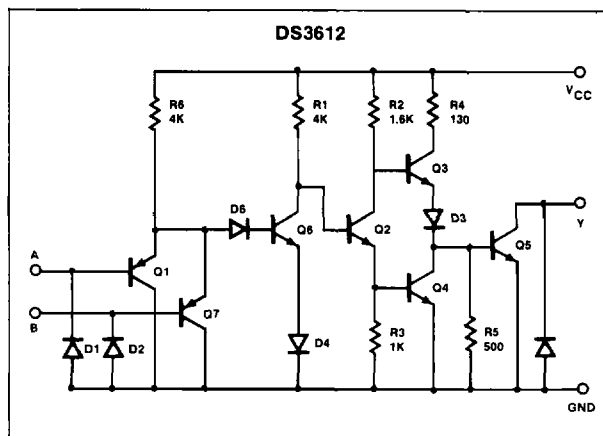 DS3612
VCC
R6
4K
R1
4K
R2
1.6K
R4
130
Q3
D6
Q6
Q2
D3
Y
Q5
A
Q1
Q4
B
Q7
D1
D2
D4
R3
1K
R5
500
GND